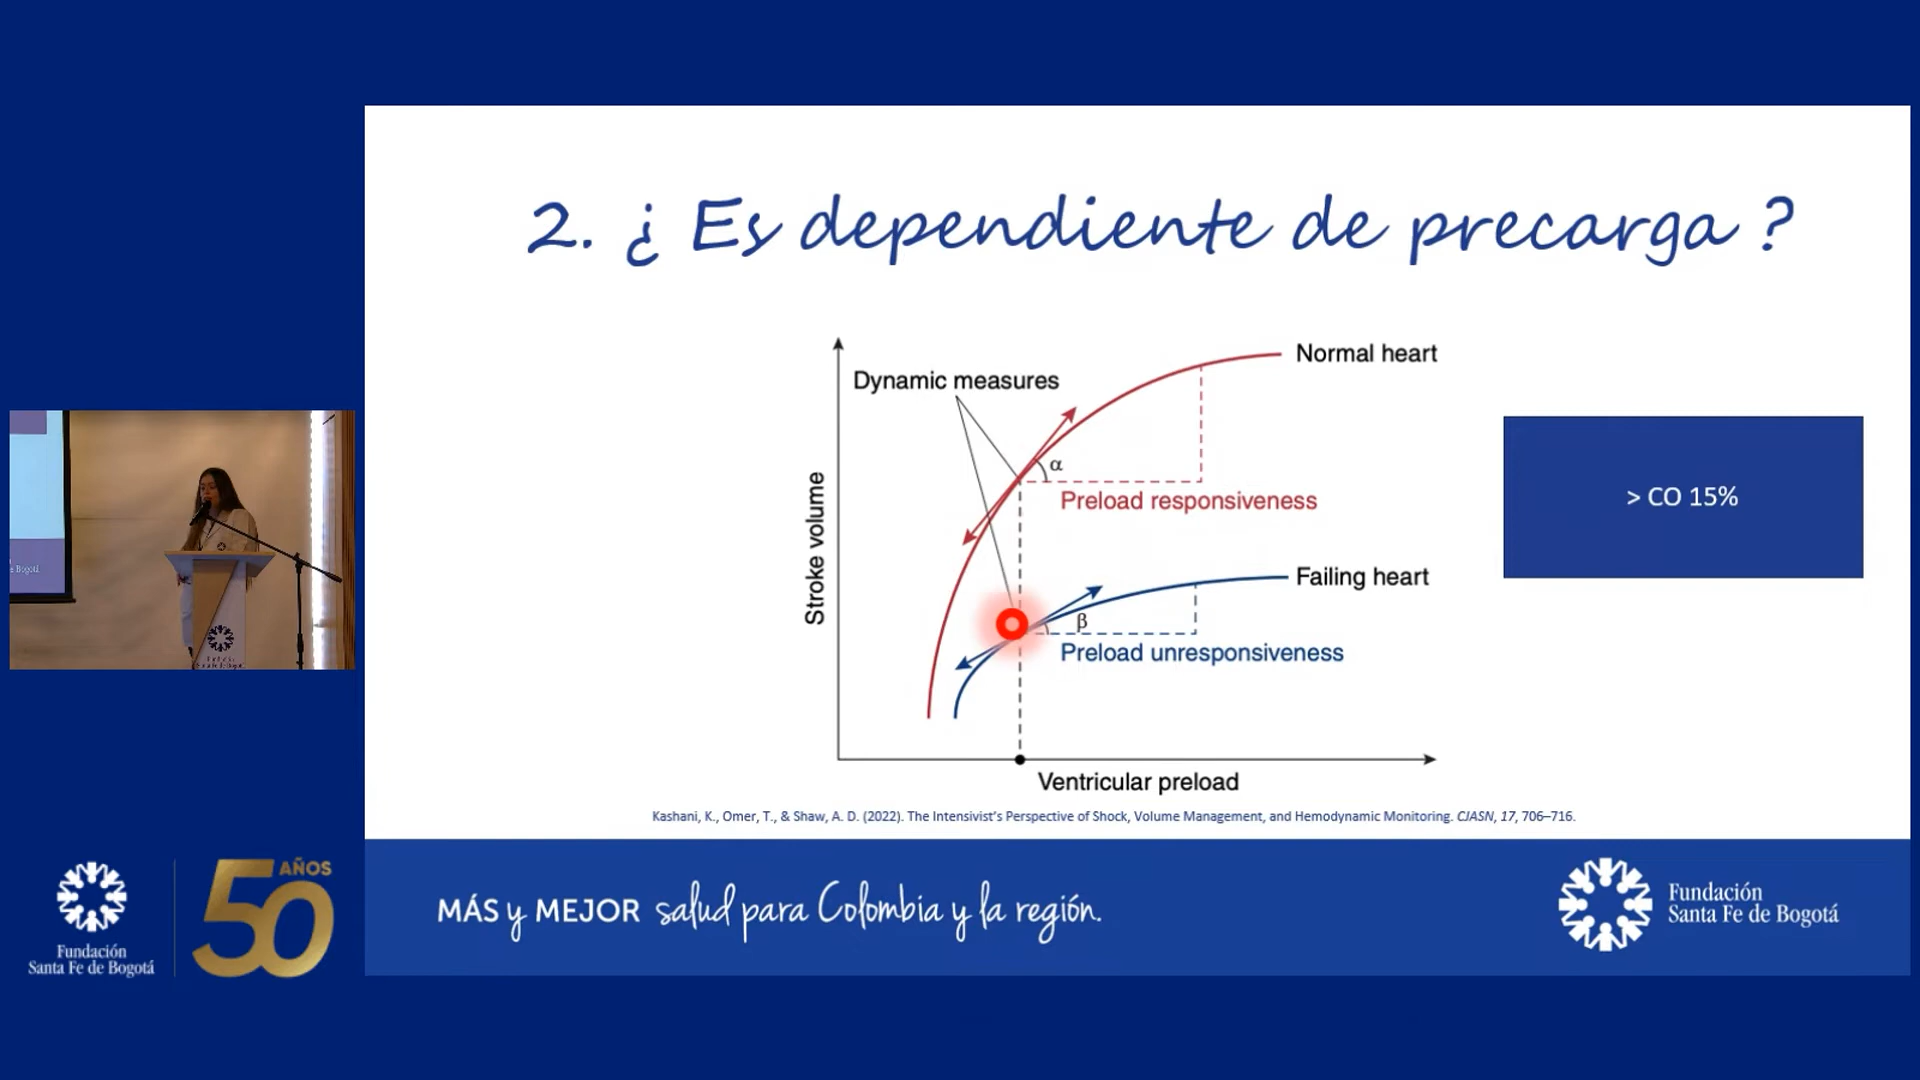 2. ¿ Es dependiente de precarga ?
Normal heart
Dynamic measures
α
Preload responsiveness
> CO 15%
Stroke volume
Failing heart
β
Preload unresponsiveness
Ventricular preload
Kashani, K., Omer, T., & Shaw, A. D. (2022). The Intensivist's Perspective of Shock, Volume Management, and Hemodynamic Monitoring. CJASN, 17, 706–716.
MÁS y MEJOR salud para Colombia y la región.
Fundación
Santa Fe de Bogotá
50 AÑOS
Fundación
Santa Fe de Bogotá